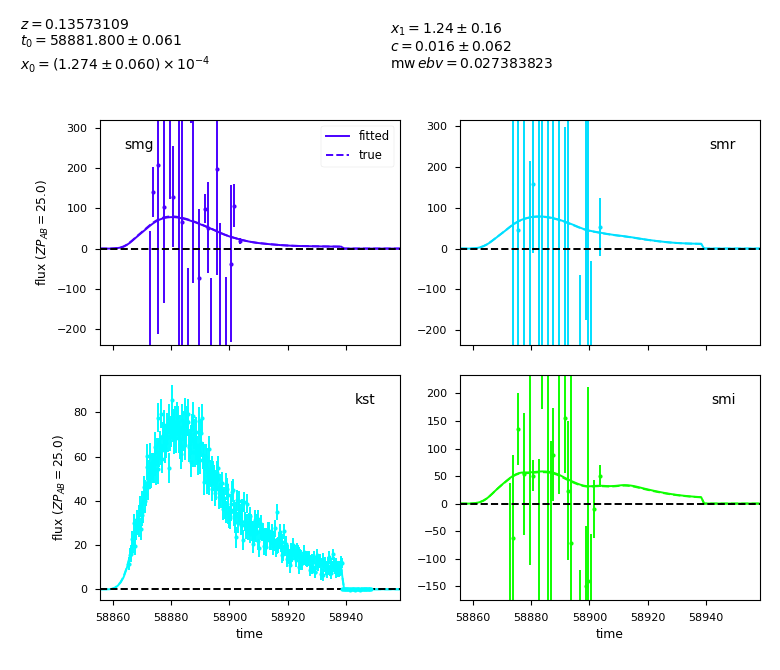 z = 0.13573109
t₀ = 58881.800 ± 0.061
x₀ = (1.274 ± 0.060) × 10⁻⁴
x₁ = 1.24 ± 0.16
c = 0.016 ± 0.062
mw ebv = 0.027383823
300
200
100
0
−100
−200
flux (ZP_AB = 25.0)
smg
fitted
true
300
200
100
0
−100
−200
smr
80
60
40
20
0
flux (ZP_AB = 25.0)
kst
58860 58880 58900 58920 58940
time
200
150
100
50
0
−50
−100
−150
smi
58860 58880 58900 58920 58940
time